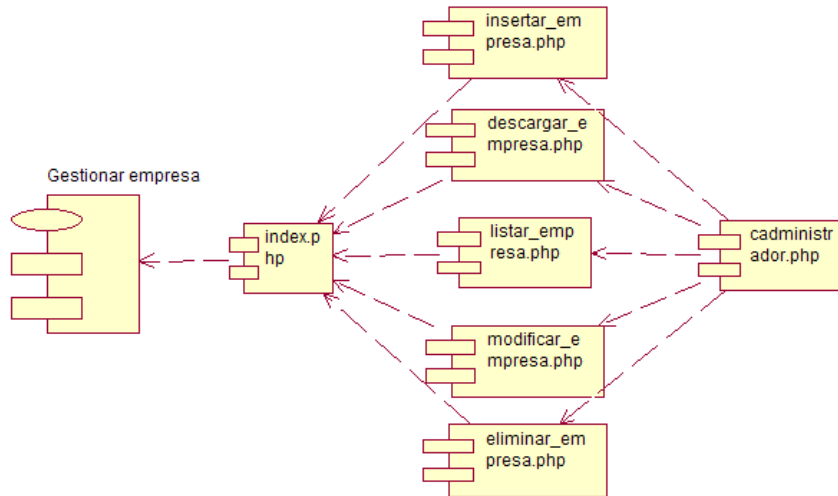 insertar_em
presa.php
descargar_e
mpresa.php
Gestionar empresa
index.p
hp
listar_emp
resa.php
cadministr
ador.php
modificar_e
mpresa.php
eliminar_em
presa.php